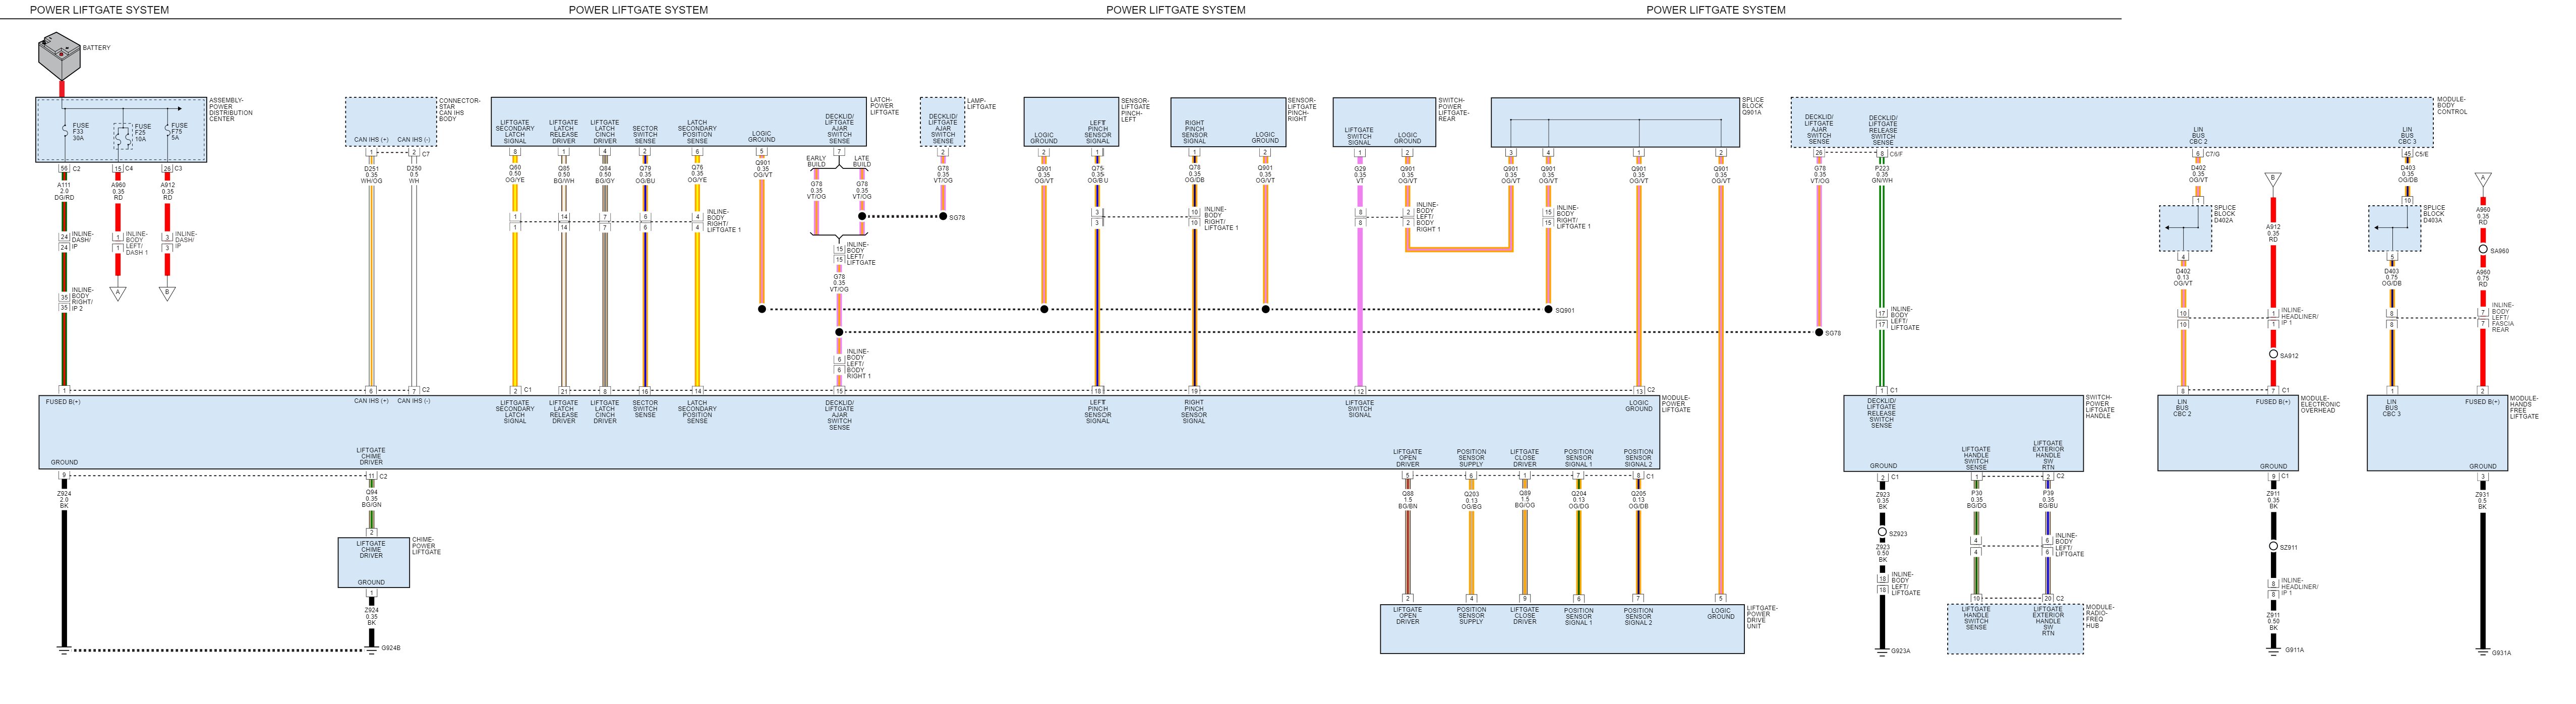 POWER LIFTGATE SYSTEM
POWER LIFTGATE SYSTEM
POWER LIFTGATE SYSTEM
POWER LIFTGATE SYSTEM
BATTERY
ASSEMBLY-
POWER
DISTRIBUTION
CENTER
FUSE
F33
30A
FUSE
F25
10A
FUSE
F75
5A
56 C2
A111
2.0
DG/RD
15 C4
A960
0.35
RD
26 C3
A912
0.35
RD
24
24
INLINE-
DASH/
IP
1
1
INLINE-
BODY
LEFT/
DASH 1
3
3
INLINE-
DASH/
IP
A
B
35
35
INLINE-
BODY
RIGHT/
IP 2
CONNECTOR-
STAR
CAN IHS
BODY
CAN IHS (+)
CAN IHS (-)
1
2 C7
D251
0.35
WH/OG
D250
0.5
WH
LATCH-
POWER
LIFTGATE
LIFTGATE
SECONDARY
LATCH
SIGNAL
LIFTGATE
LATCH
RELEASE
DRIVER
LIFTGATE
LATCH
CINCH
DRIVER
SECTOR
SWITCH
SENSE
LATCH
SECONDARY
POSITION
SENSE
LOGIC
GROUND
DECKLID/
LIFTGATE
AJAR
SWITCH
SENSE
8
1
4
2
6
5
7
Q60
0.50
OG/YE
Q85
0.50
BG/WH
Q84
0.50
BG/GY
Q79
0.35
OG/BU
Q76
0.35
OG/YE
Q901
0.35
OG/VT
EARLY
BUILD
LATE
BUILD
G78
0.35
VT/OG
G78
0.35
VT/OG
1
1
14
14
7
7
6
6
4
4
INLINE-
BODY
RIGHT/
LIFTGATE 1
15
15
INLINE-
BODY
LEFT/
LIFTGATE
G78
0.35
VT/OG
6
6
INLINE-
BODY
LEFT/
BODY
RIGHT 1
LAMP-
LIFTGATE
DECKLID/
LIFTGATE
AJAR
SWITCH
SENSE
2
G78
0.35
VT/OG
SG78
SENSOR-
LIFTGATE
PINCH-
LEFT
LOGIC
GROUND
LEFT
PINCH
SENSOR
SIGNAL
2
1
Q901
0.35
OG/VT
Q75
0.35
OG/BU
3
3
SENSOR-
LIFTGATE
PINCH-
RIGHT
RIGHT
PINCH
SENSOR
SIGNAL
LOGIC
GROUND
1
2
Q78
0.35
OG/DB
Q901
0.35
OG/VT
10
10
INLINE-
BODY
RIGHT/
LIFTGATE 1
SWITCH-
POWER
LIFTGATE-
REAR
LIFTGATE
SWITCH
SIGNAL
LOGIC
GROUND
1
2
G29
0.35
VT
Q901
0.35
OG/VT
8
8
2
2
INLINE-
BODY
LEFT/
BODY
RIGHT 1
SPLICE
BLOCK
Q901A
3
4
1
2
Q901
0.35
OG/VT
Q901
0.35
OG/VT
Q901
0.35
OG/VT
Q901
0.35
OG/VT
15
15
INLINE-
BODY
RIGHT/
LIFTGATE 1
SQ901
MODULE-
BODY
CONTROL
DECKLID/
LIFTGATE
AJAR
SWITCH
SENSE
DECKLID/
LIFTGATE
RELEASE
SWITCH
SENSE
LIN
BUS
CBC 2
LIN
BUS
CBC 3
26
8 C6/F
6 C7/G
45 C5/E
G78
0.35
VT/OG
P223
0.35
GN/WH
D402
0.35
OG/VT
D403
0.35
OG/DB
B
A
1
SPLICE
BLOCK
D402A
4
D402
0.13
OG/VT
A912
0.35
RD
10
SPLICE
BLOCK
D403A
5
D403
0.75
OG/DB
A960
0.35
RD
SA960
A960
0.75
RD
SG78
17
17
INLINE-
BODY
LEFT/
LIFTGATE
10
10
1
1
INLINE-
HEADLINER/
IP 1
SA912
8
8
7
7
INLINE-
BODY
LEFT/
FASCIA
REAR
1
6
7 C2
2 C1
21
8
16
14
15
18
19
12
13 C2
MODULE-
POWER
LIFTGATE
FUSED B(+)
CAN IHS (+)
CAN IHS (-)
LIFTGATE
SECONDARY
LATCH
SIGNAL
LIFTGATE
LATCH
RELEASE
DRIVER
LIFTGATE
LATCH
CINCH
DRIVER
SECTOR
SWITCH
SENSE
LATCH
SECONDARY
POSITION
SENSE
DECKLID/
LIFTGATE
AJAR
SWITCH
SENSE
LEFT
PINCH
SENSOR
SIGNAL
RIGHT
PINCH
SENSOR
SIGNAL
LIFTGATE
SWITCH
SIGNAL
LOGIC
GROUND
GROUND
LIFTGATE
CHIME
DRIVER
LIFTGATE
OPEN
DRIVER
POSITION
SENSOR
SUPPLY
LIFTGATE
CLOSE
DRIVER
POSITION
SENSOR
SIGNAL 1
POSITION
SENSOR
SIGNAL 2
9
11 C2
5
6
1
7
8 C1
Z924
2.0
BK
Q94
0.35
BG/GN
2
LIFTGATE
CHIME
DRIVER
GROUND
CHIME-
POWER
LIFTGATE
1
Z924
0.35
BK
G924B
Q88
1.5
BG/BN
Q203
0.13
OG/BG
Q89
1.5
BG/OG
Q204
0.13
OG/DG
Q205
0.13
OG/DB
2
4
9
6
7
5
LIFTGATE
OPEN
DRIVER
POSITION
SENSOR
SUPPLY
LIFTGATE
CLOSE
DRIVER
POSITION
SENSOR
SIGNAL 1
POSITION
SENSOR
SIGNAL 2
LOGIC
GROUND
LIFTGATE-
POWER
DRIVE
UNIT
1 C1
SWITCH-
POWER
LIFTGATE
HANDLE
DECKLID/
LIFTGATE
RELEASE
SWITCH
SENSE
GROUND
LIFTGATE
HANDLE
SWITCH
SENSE
LIFTGATE
EXTERIOR
HANDLE
SW
RTN
2 C1
1
2 C2
Z923
0.35
BK
SZ923
Z923
0.50
BK
18
18
INLINE-
BODY
LEFT/
LIFTGATE
G923A
P30
0.35
BG/DG
P39
0.35
BG/BU
4
4
6
6
INLINE-
BODY
LEFT/
LIFTGATE
10
20 C2
LIFTGATE
HANDLE
SWITCH
SENSE
LIFTGATE
EXTERIOR
HANDLE
SW
RTN
MODULE-
RADIO-
FREQ
HUB
8
7 C1
LIN
BUS
CBC 2
FUSED B(+)
GROUND
MODULE-
ELECTRONIC
OVERHEAD
9 C1
Z911
0.35
BK
SZ911
8
8
INLINE-
HEADLINER/
IP 1
Z911
0.50
BK
G911A
1
2
LIN
BUS
CBC 3
FUSED B(+)
GROUND
MODULE-
HANDS
FREE
LIFTGATE
3
Z931
0.5
BK
G931A